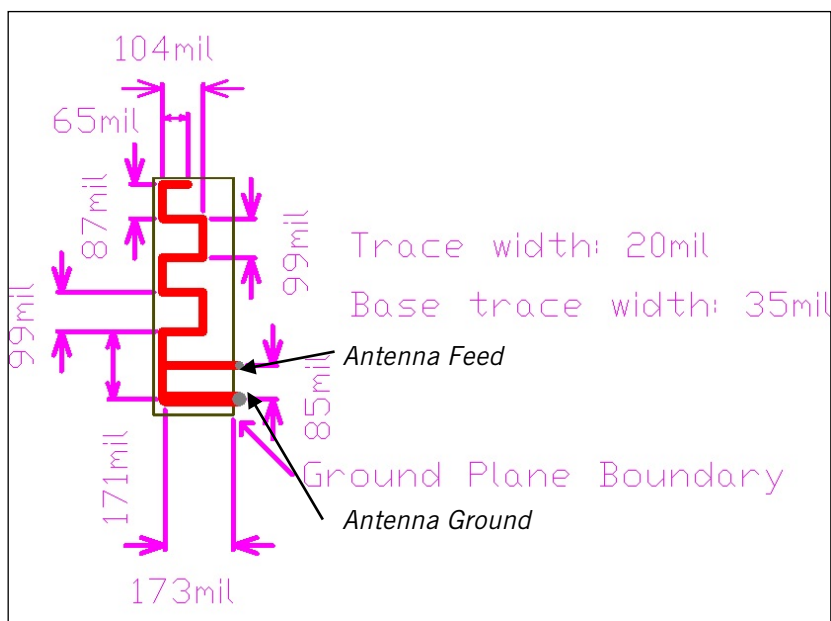 104mil
65mil
87mil
99mil
Trace width: 20mil
Base trace width: 35mil
99mil
Antenna Feed
85mil
171mil
Ground Plane Boundary
Antenna Ground
173mil